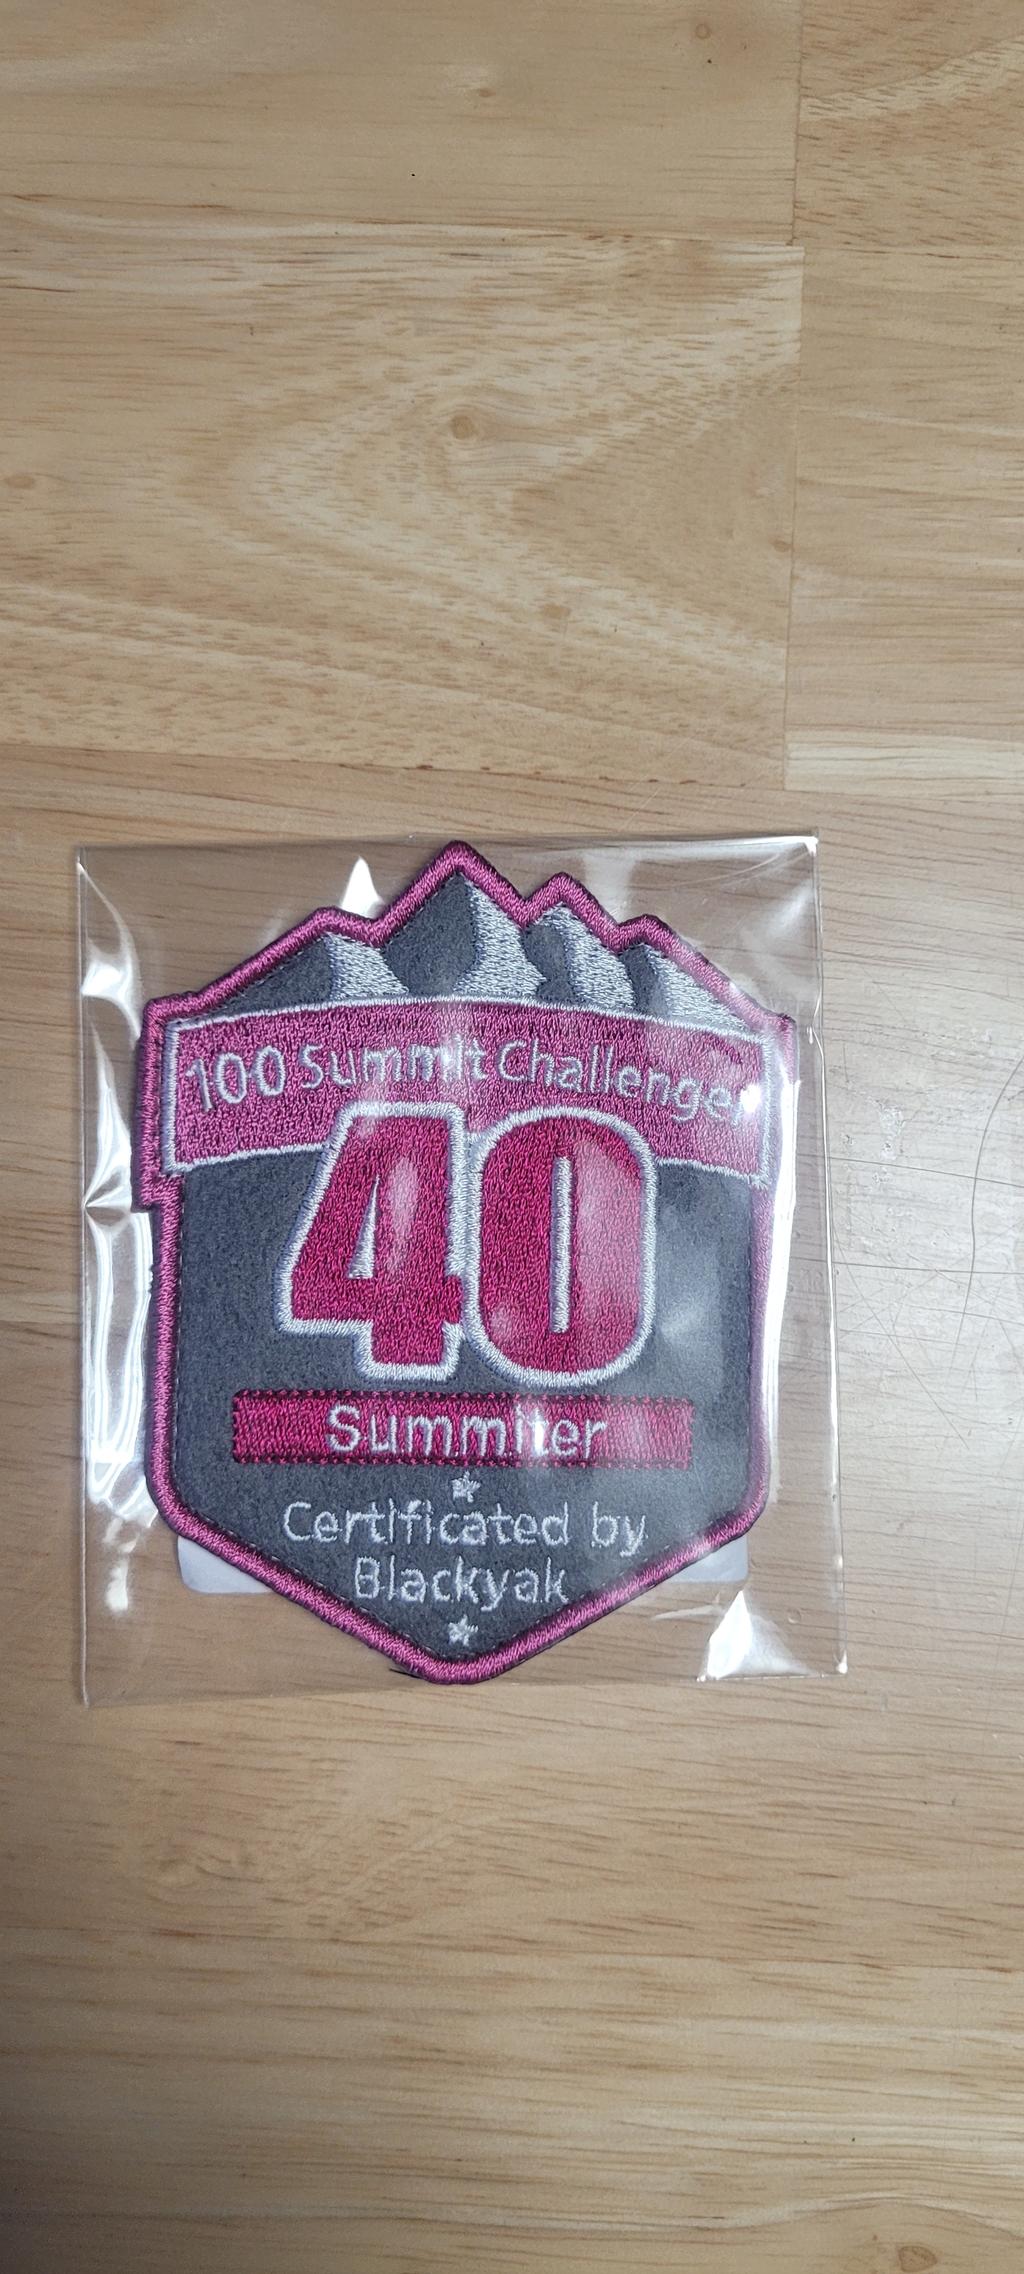 100 Summit Challenger
40
Summiter
Certificated by
Blackyak